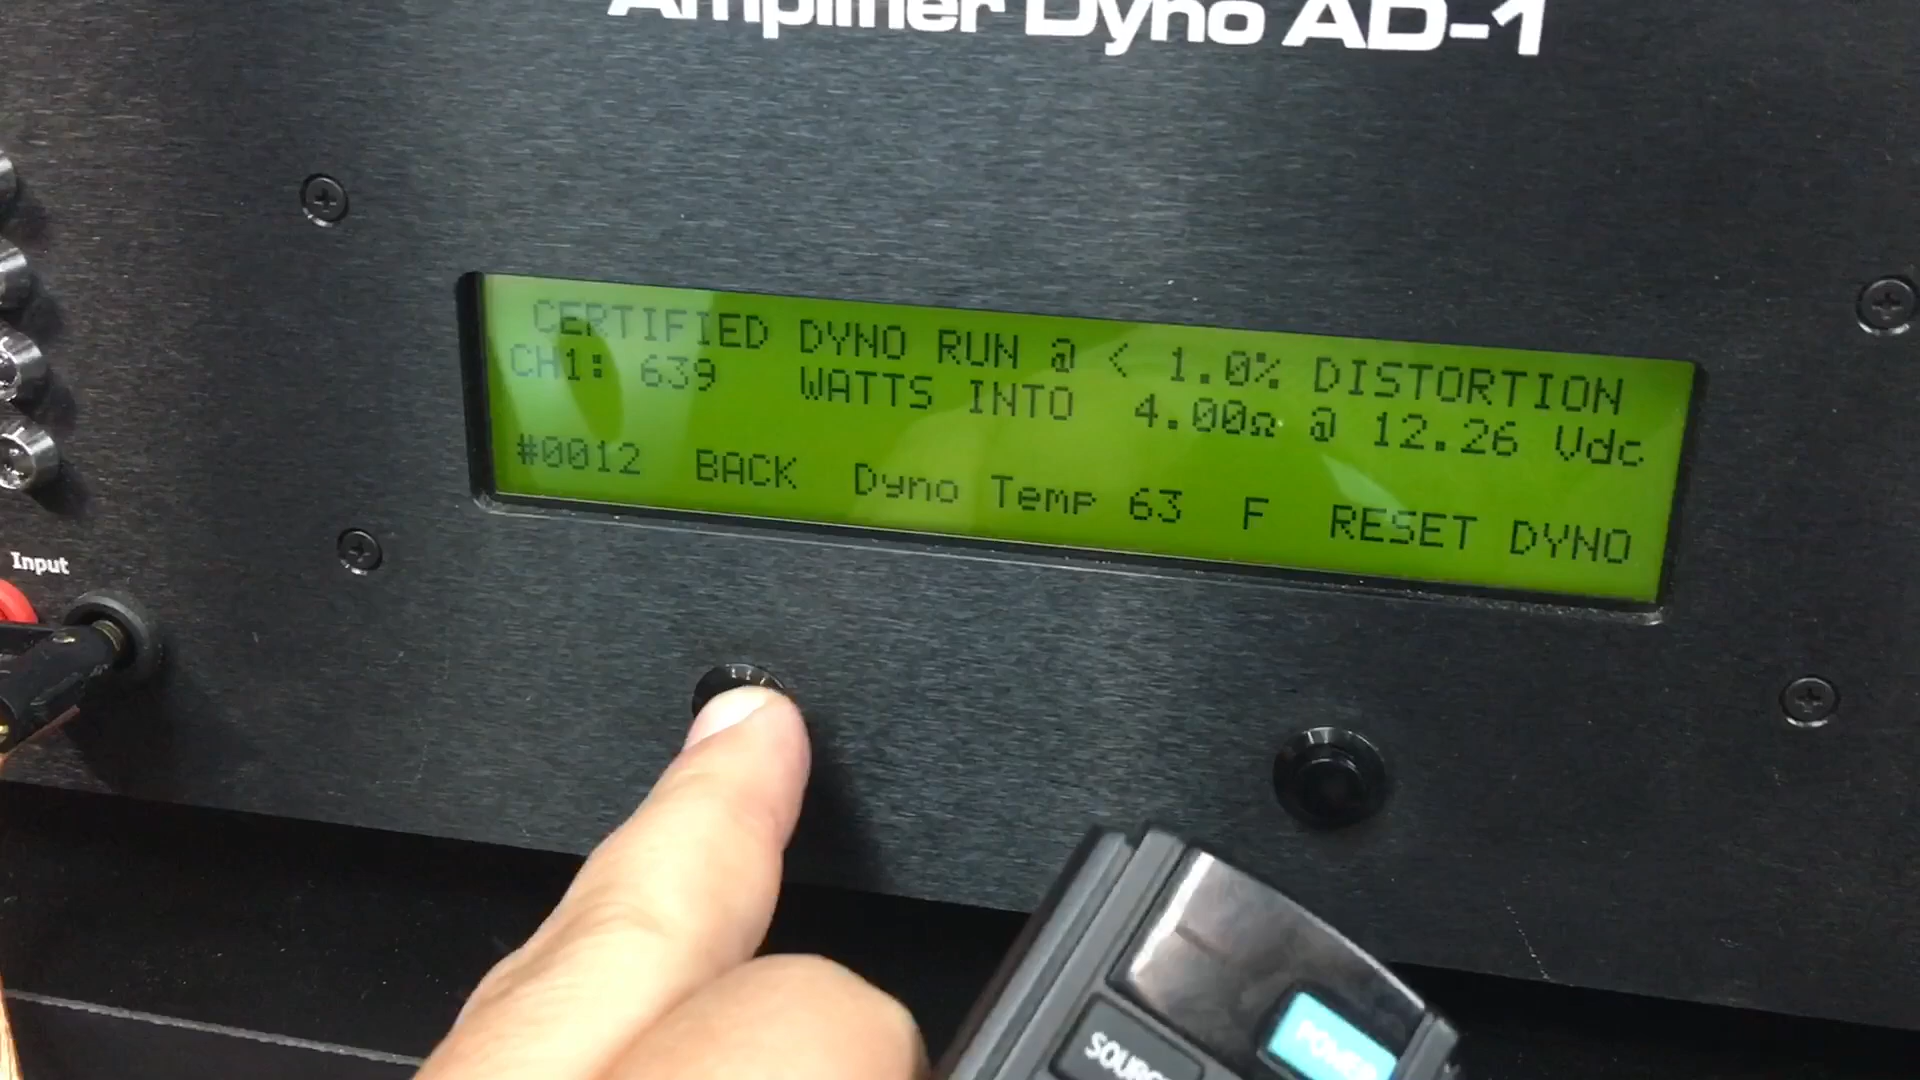 Amplifier Dyno AD-1
CERTIFIED DYNO RUN @ < 1.0% DISTORTION
CH1: 639 WATTS INTO 4.00Ω @ 12.26 Vdc
#0012 BACK Dyno Temp 63 F RESET DYNO
Input
POWER